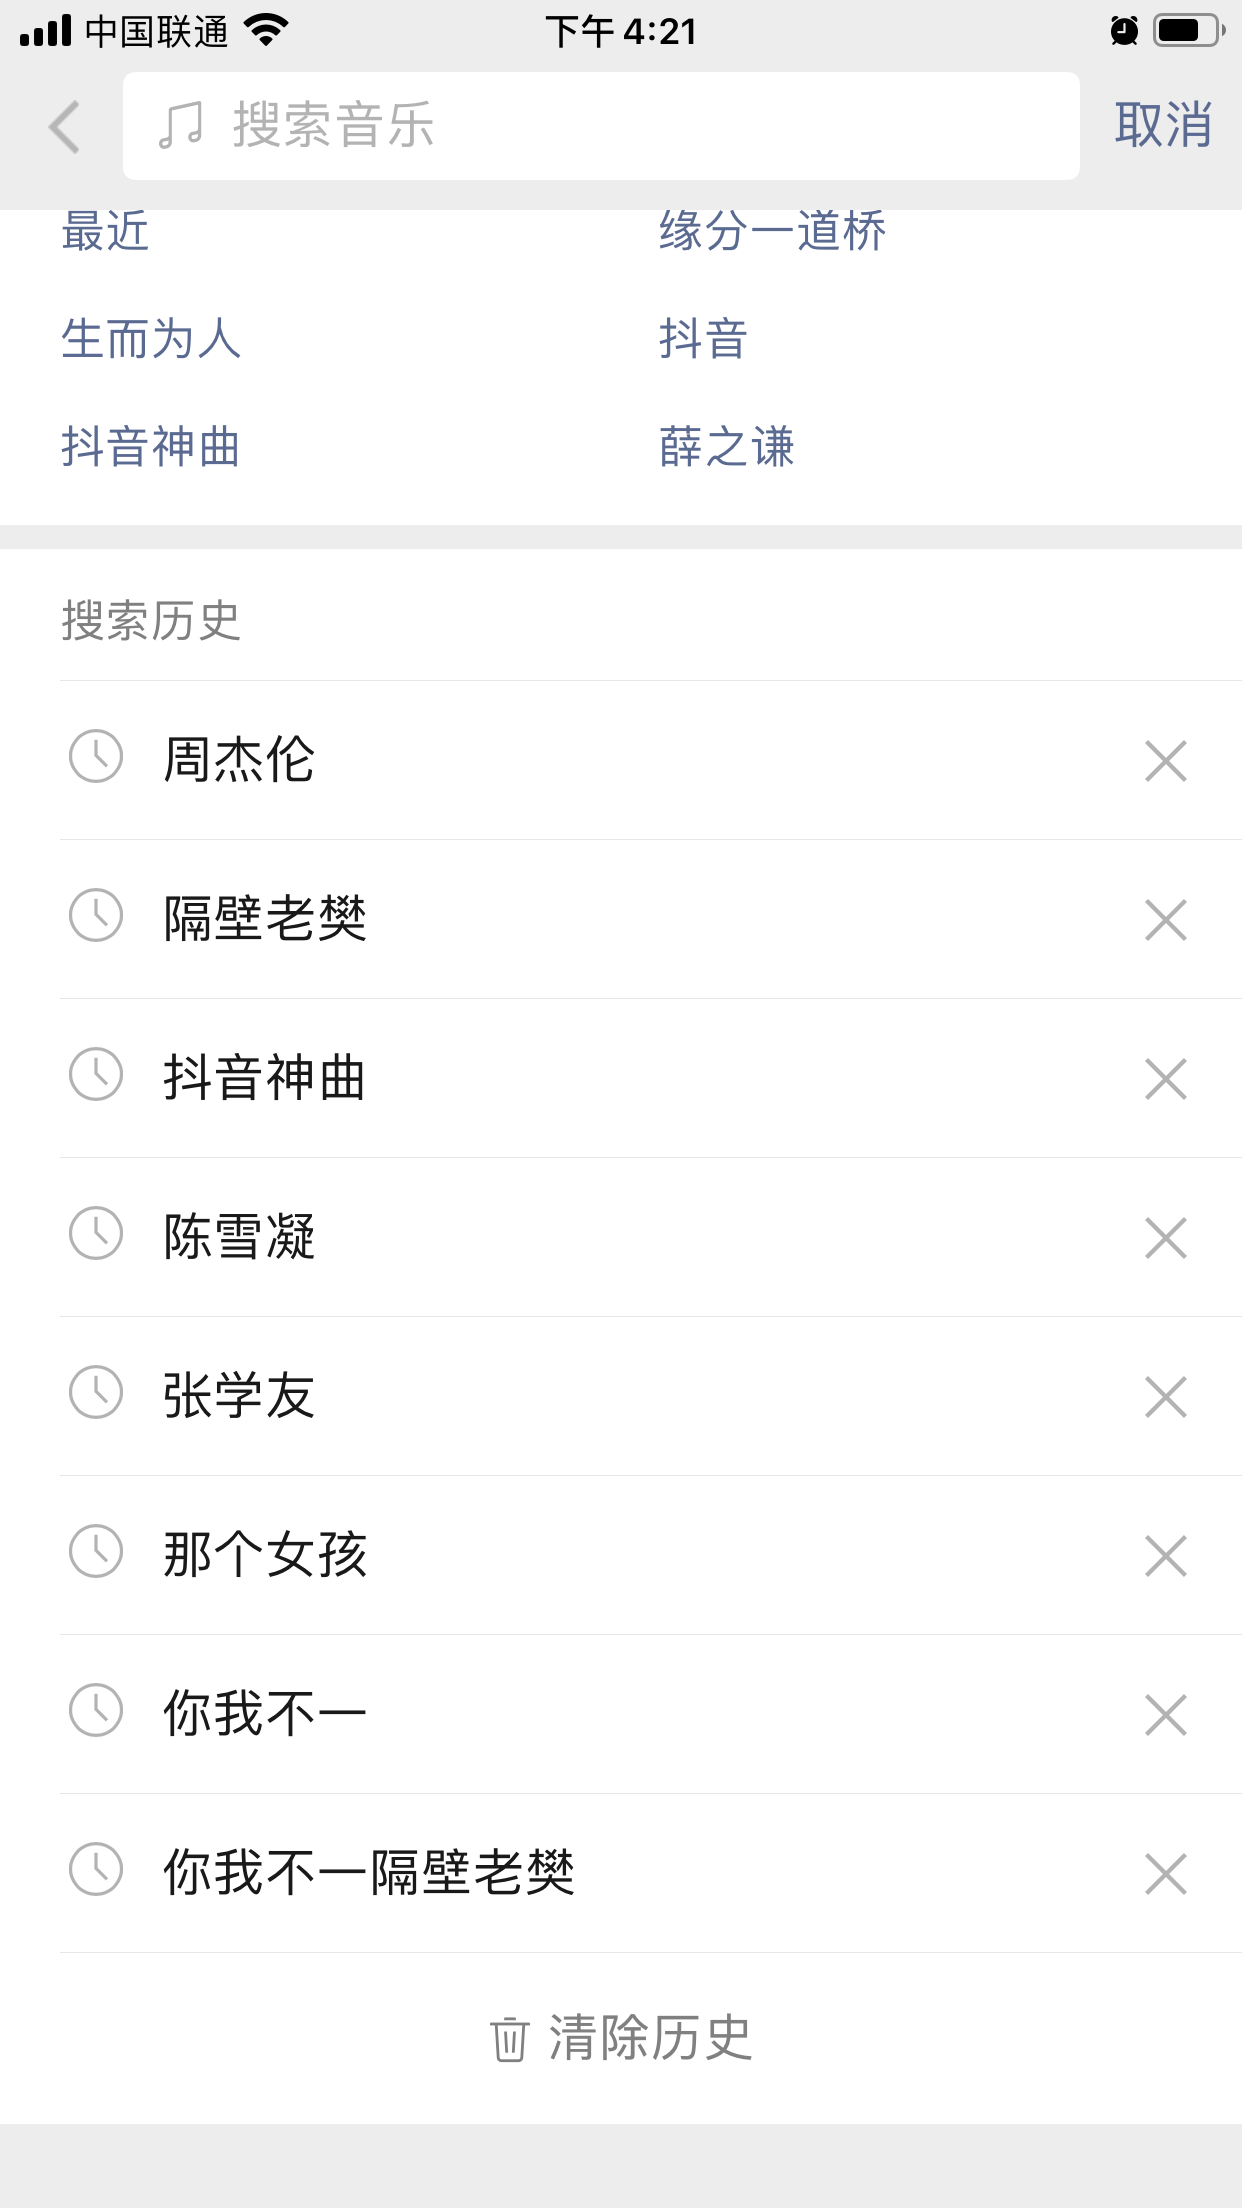 中国联通 下午 4:21
搜索音乐 取消
最近 缘分一道桥
生而为人 抖音
抖音神曲 薛之谦
搜索历史
周杰伦
隔壁老樊
抖音神曲
陈雪凝
张学友
那个女孩
你我不一
你我不一隔壁老樊
清除历史